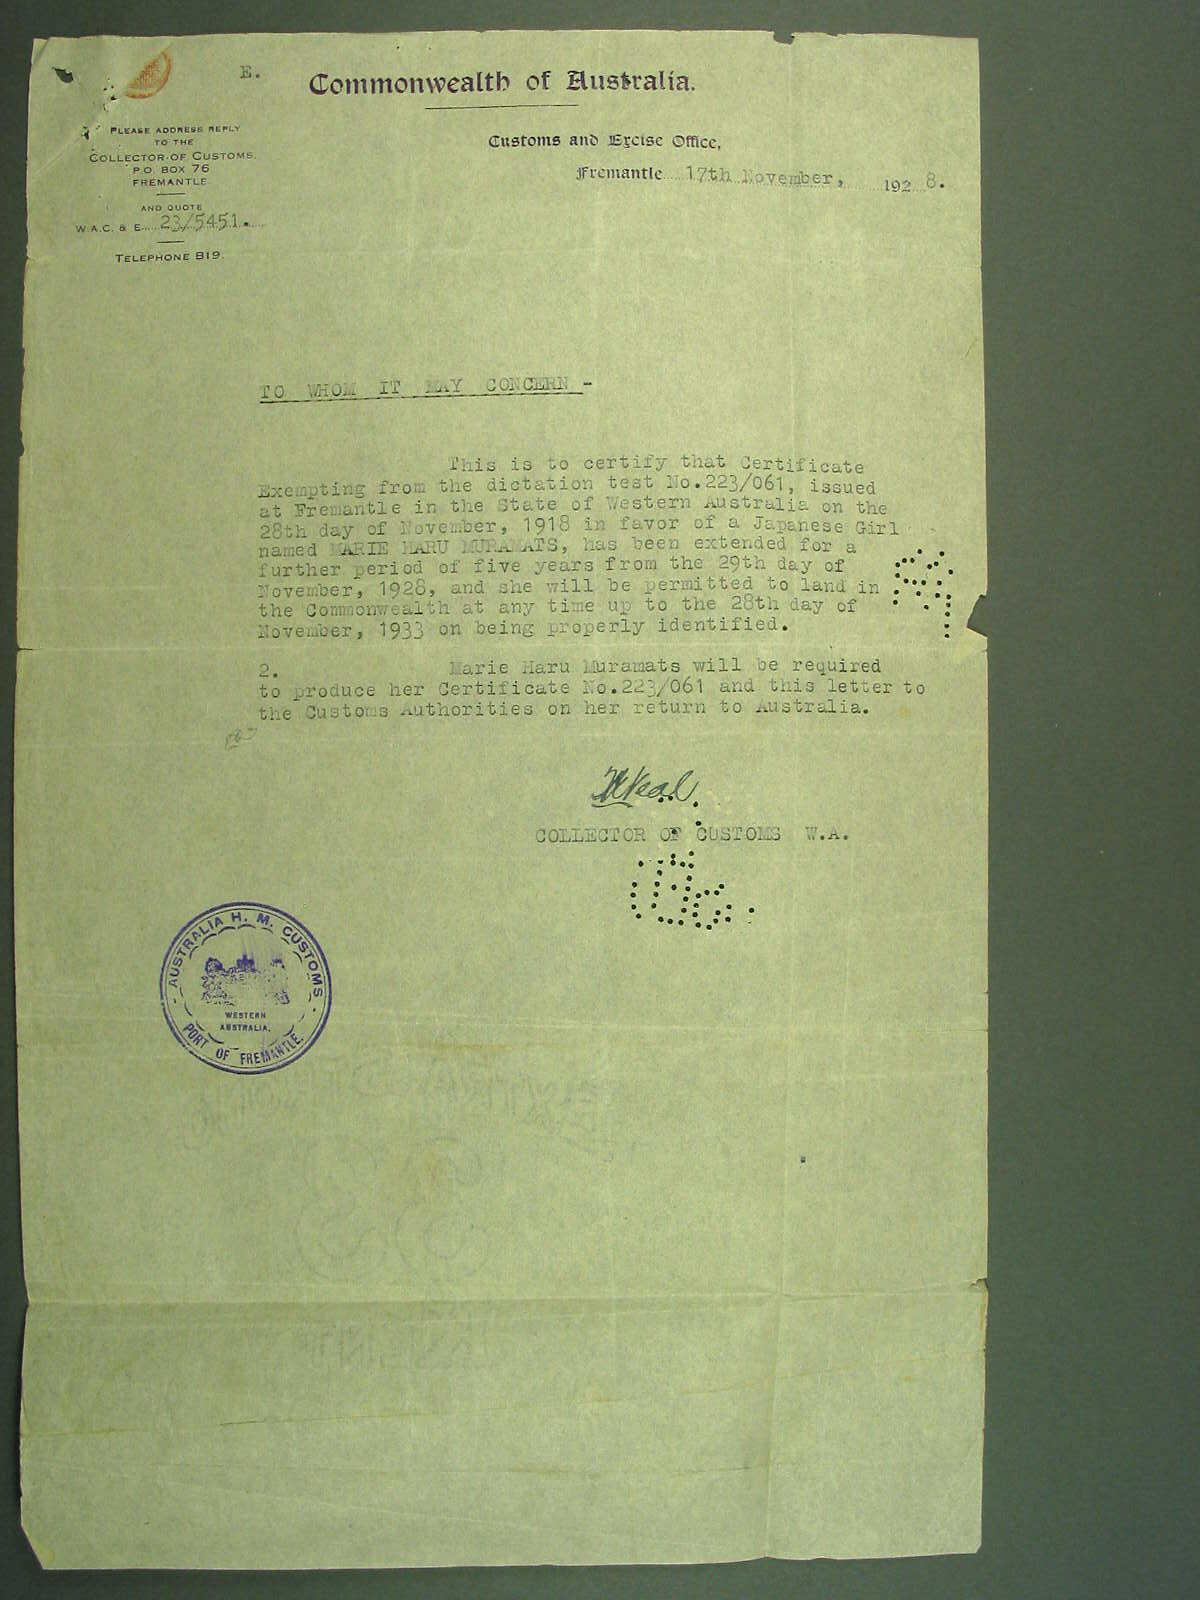 E.
Commonwealth of Australia.
PLEASE ADDRESS REPLY
TO THE
COLLECTOR OF CUSTOMS.
P.O. BOX 76
FREMANTLE
AND QUOTE
W.A.C. & E. 23/5451.
TELEPHONE B19.
Customs and Excise Office,
Fremantle 17th November, 1928.
TO WHOM IT MAY CONCERN -
This is to certify that Certificate
Exempting from the dictation test No.223/061, issued
at Fremantle in the State of Western Australia on the
28th day of November, 1918 in favor of a Japanese Girl
named MARIE HARU MURAMATS, has been extended for a
further period of five years from the 29th day of
November, 1928, and she will be permitted to land in
the Commonwealth at any time up to the 28th day of
November, 1933 on being properly identified.
2. Marie Haru Muramats will be required
to produce her Certificate No.223/061 and this letter to
the Customs Authorities on her return to Australia.
COLLECTOR OF CUSTOMS W.A.
AUSTRALIA H. M. CUSTOMS
WESTERN
AUSTRALIA.
PORT OF FREMANTLE.